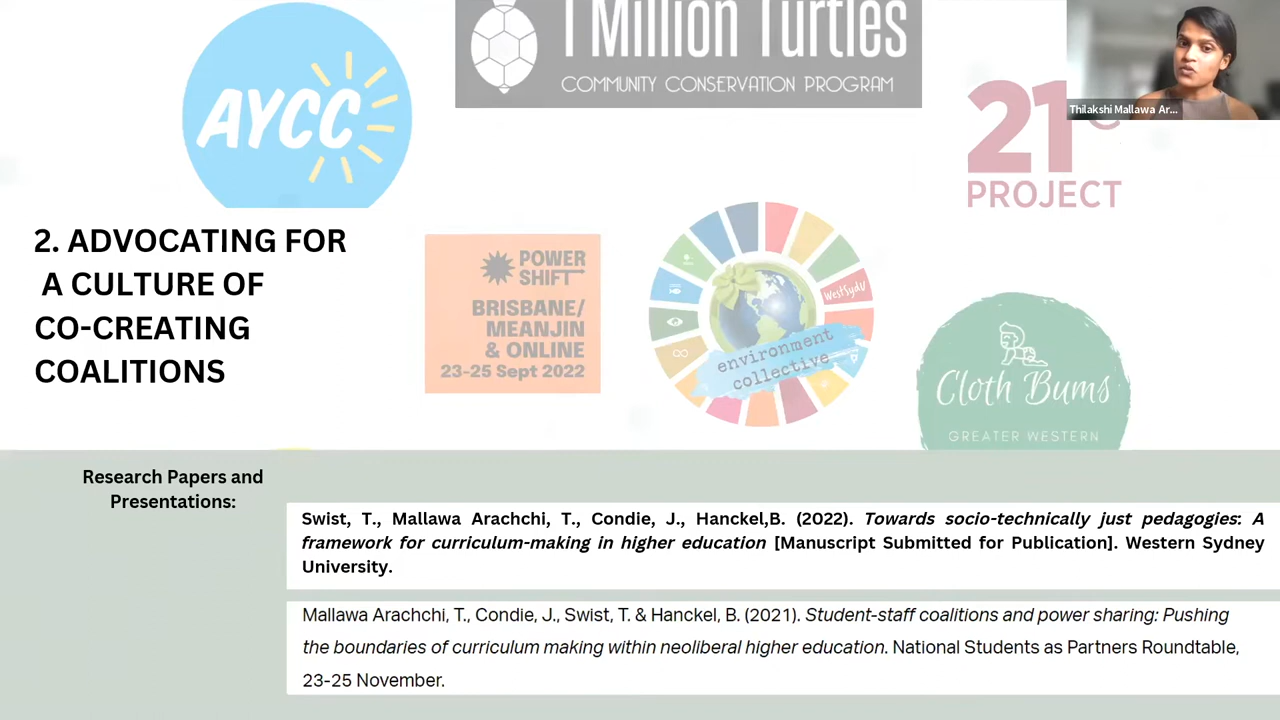 AYCC
1 Million Turtles
COMMUNITY CONSERVATION PROGRAM
Thilakshi Mallawa Ar...
21°C
PROJECT
2. ADVOCATING FOR
A CULTURE OF
CO-CREATING
COALITIONS
POWER
SHIFT
BRISBANE/
MEANJIN
& ONLINE
23-25 Sept 2022
WestSydU
environment
collective
Cloth Bums
GREATER WESTERN
Research Papers and
Presentations:
Swist, T., Mallawa Arachchi, T., Condie, J., Hanckel,B. (2022). Towards socio-technically just pedagogies: A
framework for curriculum-making in higher education [Manuscript Submitted for Publication]. Western Sydney
University.
Mallawa Arachchi, T., Condie, J., Swist, T. & Hanckel, B. (2021). Student-staff coalitions and power sharing: Pushing
the boundaries of curriculum making within neoliberal higher education. National Students as Partners Roundtable,
23-25 November.